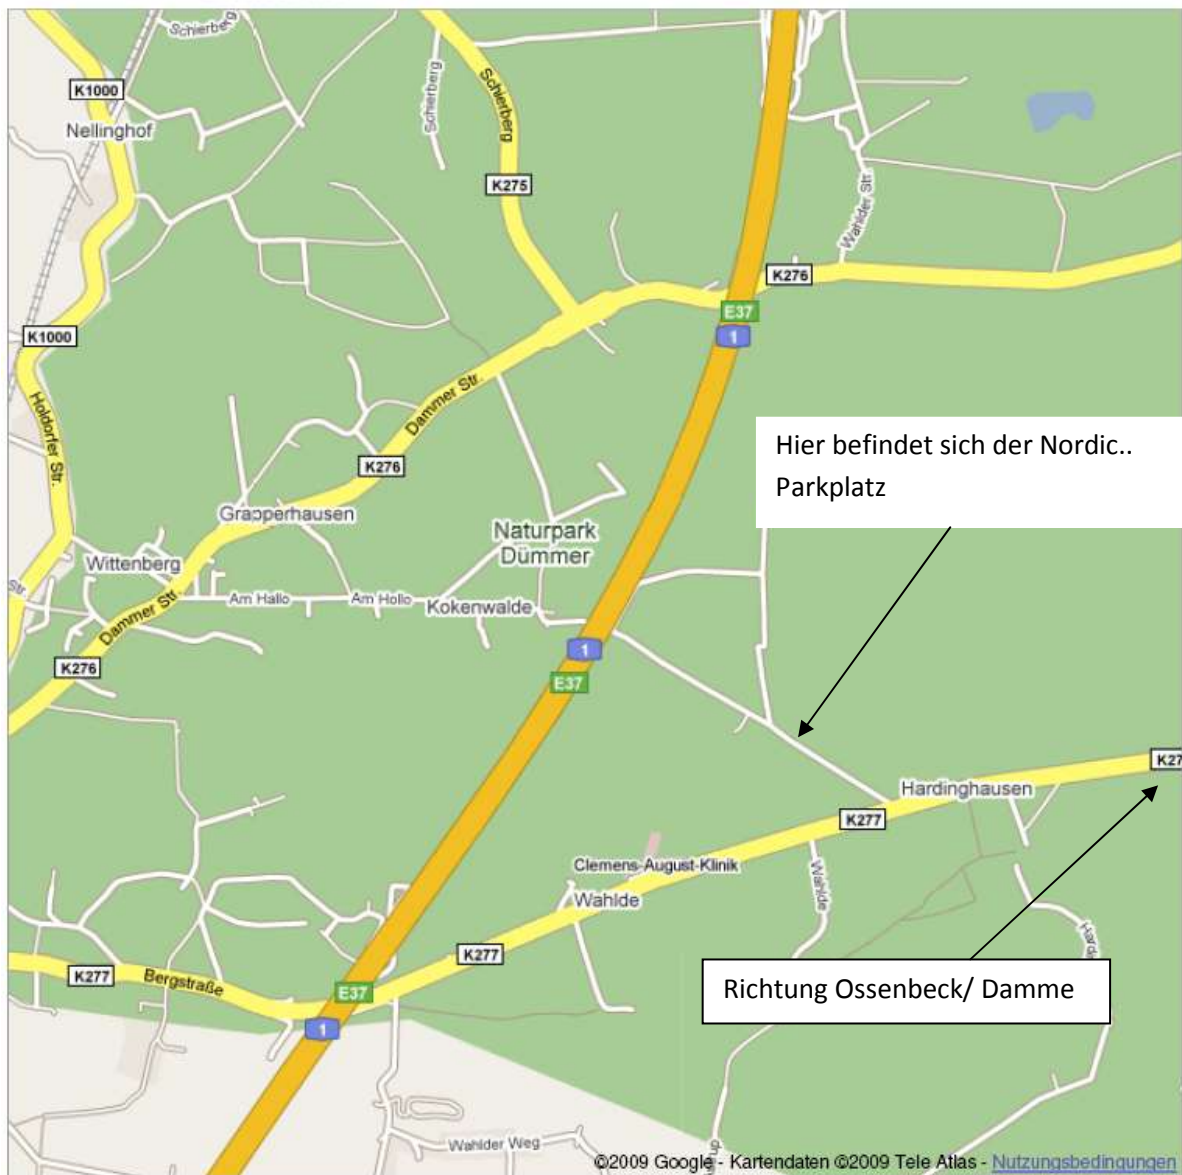 Schierberg
K1000
Nellinghof
Schierberg
Schierberg
K275
Wahlder Str.
K276
E37
1
K1000
Holdorfer Str.
Dammer Str.
K276
Hier befindet sich der Nordic..
Parkplatz
Grapperhausen
Naturpark
Dümmer
Wittenberg
Str.
Am Hallo
Am Hollo
Kokenwalde
Dammer Str.
K276
1
E37
K27
Hardinghausen
K277
Clemens-August-Klinik
Wahlde
Wahlde
Hard
K277
K277
Bergstraße
E37
1
Richtung Ossenbeck/ Damme
Wahlder Weg
©2009 Google - Kartendaten ©2009 Tele Atlas - Nutzungsbedingungen